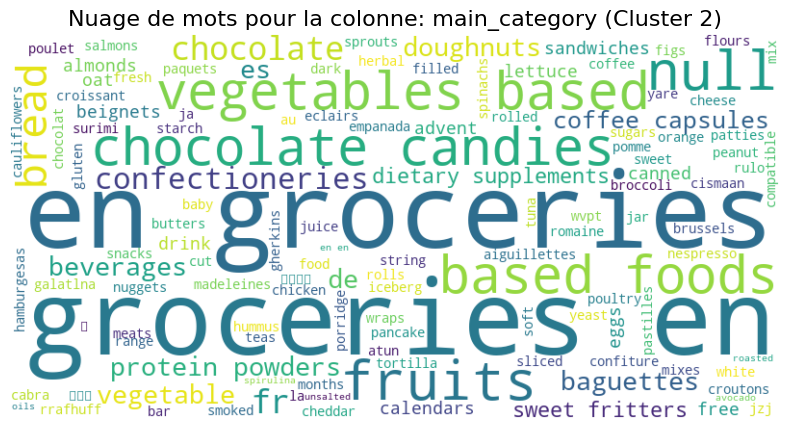 Nuage de mots pour la colonne: main_category (Cluster 2)
poulet salmons chocolate sprouts doughnuts sandwiches figs flours
almonds paquets es dark herbal filled lettuce coffee null mix
cauliflowers bread oat fresh vegetables based spinachs yare cheese
croissant au eclairs rolled
beignets ja empanada advent coffee capsules
surimi starch sugars orange patties
chocolat chocolate candies pomme sweet peanut rulo compatible
gluten confectioneries dietary supplements canned broccoli cismaan
baby en groceries tuna wvpt jar
butters juice romaine brussels
drink gherkins en en
snacks cut string aiguillettes nespresso
beverages food rolls based foods
hamburgesas galatlna nuggets madeleines chicken de iceberg
groceries en
meats range hummus teas porridge wraps pancake soft poultry yeast eggs pastilles
protein powders atun tortilla sliced confiture mixes roasted
cabra spirulina fruits baguettes white croutons
vegetable fr la months unsalted avocado
oils rrafhuff bar smoked cheddar calendars sweet fritters free jzj